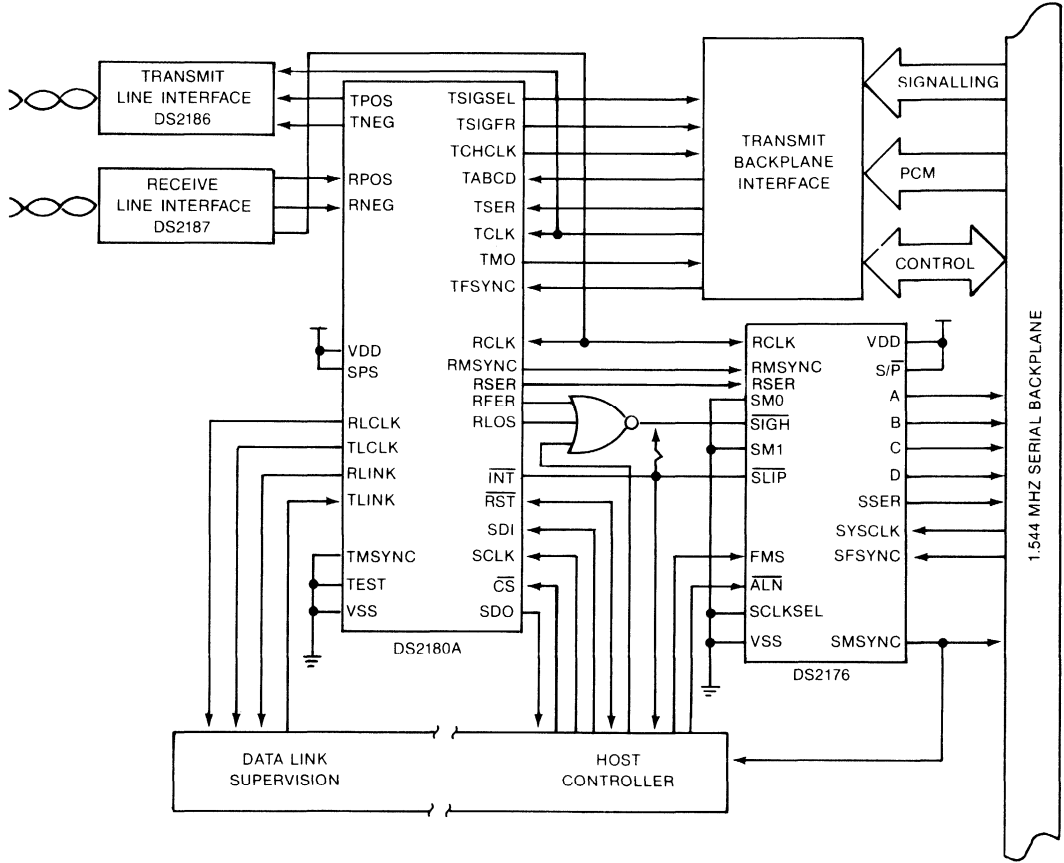 TRANSMIT
LINE INTERFACE
DS2186
RECEIVE
LINE INTERFACE
DS2187
TPOS
TNEG
RPOS
RNEG
VDD
SPS
RLCLK
TLCLK
RLINK
TLINK
TMSYNC
TEST
VSS
TSIGSEL
TSIGFR
TCHCLK
TABCD
TSER
TCLK
TMO
TFSYNC
RCLK
RMSYNC
RSER
RFER
RLOS
INT
RST
SDI
SCLK
CS
SDO
DS2180A
TRANSMIT
BACKPLANE
INTERFACE
SIGNALLING
PCM
CONTROL
RCLK
RMSYNC
RSER
SM0
SIGH
SM1
SLIP
FMS
ALN
SCLKSEL
VSS
VDD
S/P
A
B
C
D
SSER
SYSCLK
SFSYNC
SMSYNC
DS2176
1.544 MHZ SERIAL BACKPLANE
DATA LINK
SUPERVISION
HOST
CONTROLLER